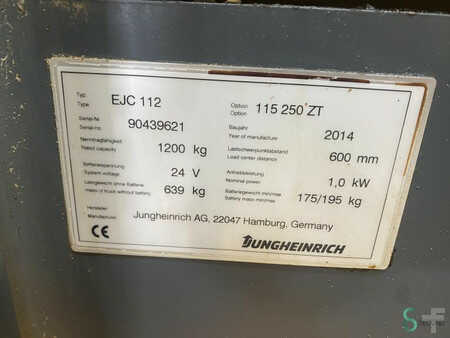 Typ
Type
EJC 112
Option
Option
115 250 ZT
Serial-Nr
Serial-no.
90439621
Baujahr
Year of manufacture
2014
Nenntragfähigkeit
Rated capacity
1200 kg
Lastschwerpunktabstand
Load center distance
600 mm
Batteriespannung
System voltage
24 V
Antriebsleistung
Nominal power
1,0 kW
Leergewicht ohne Batterie
Mass of truck without battery
639 kg
Batteriegewicht min/max
Battery mass min/max
175/195 kg
Hersteller
Manufacturer
Jungheinrich AG, 22047 Hamburg, Germany
CE
JUNGHEINRICH